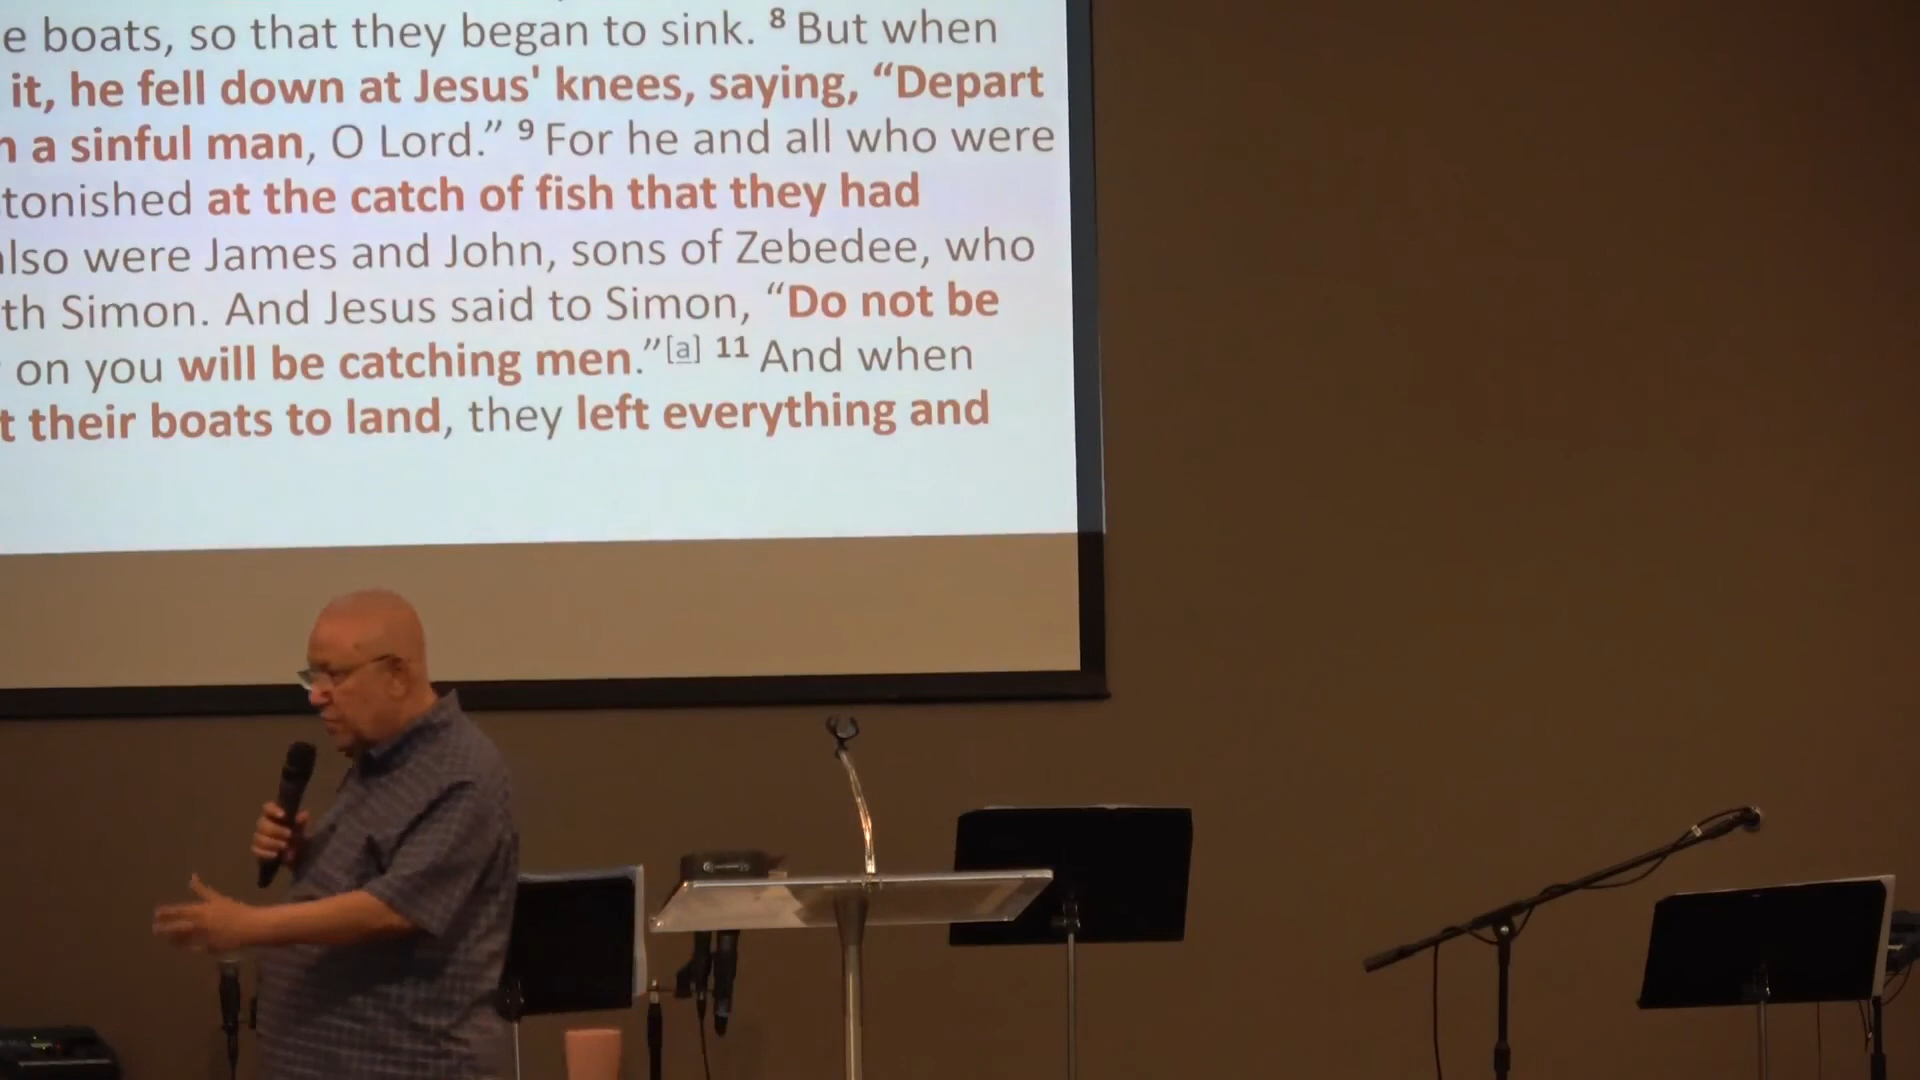 e boats, so that they began to sink. 8 But when
it, he fell down at Jesus' knees, saying, “Depart
a sinful man, O Lord.” 9 For he and all who were
tonished at the catch of fish that they had
lso were James and John, sons of Zebedee, who
th Simon. And Jesus said to Simon, “Do not be
on you will be catching men.”[a] 11 And when
t their boats to land, they left everything and